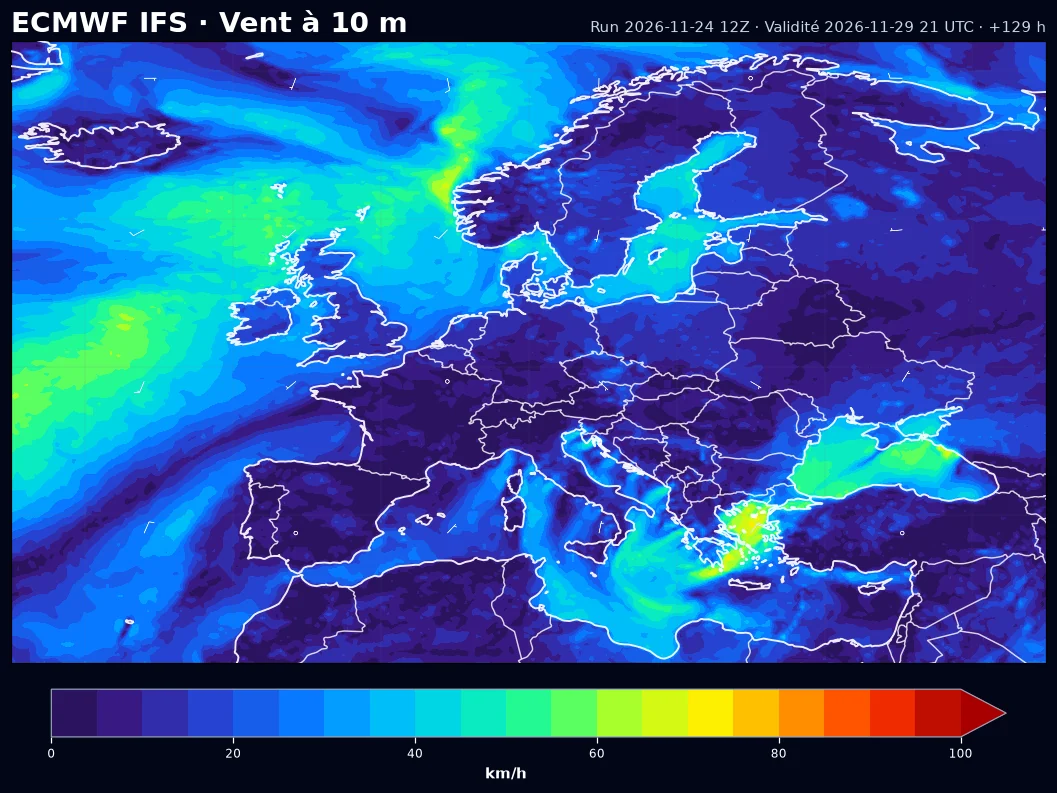 ECMWF IFS · Vent à 10 m
Run 2026-11-24 12Z · Validité 2026-11-29 21 UTC · +129 h
0 20 40 60 80 100
km/h